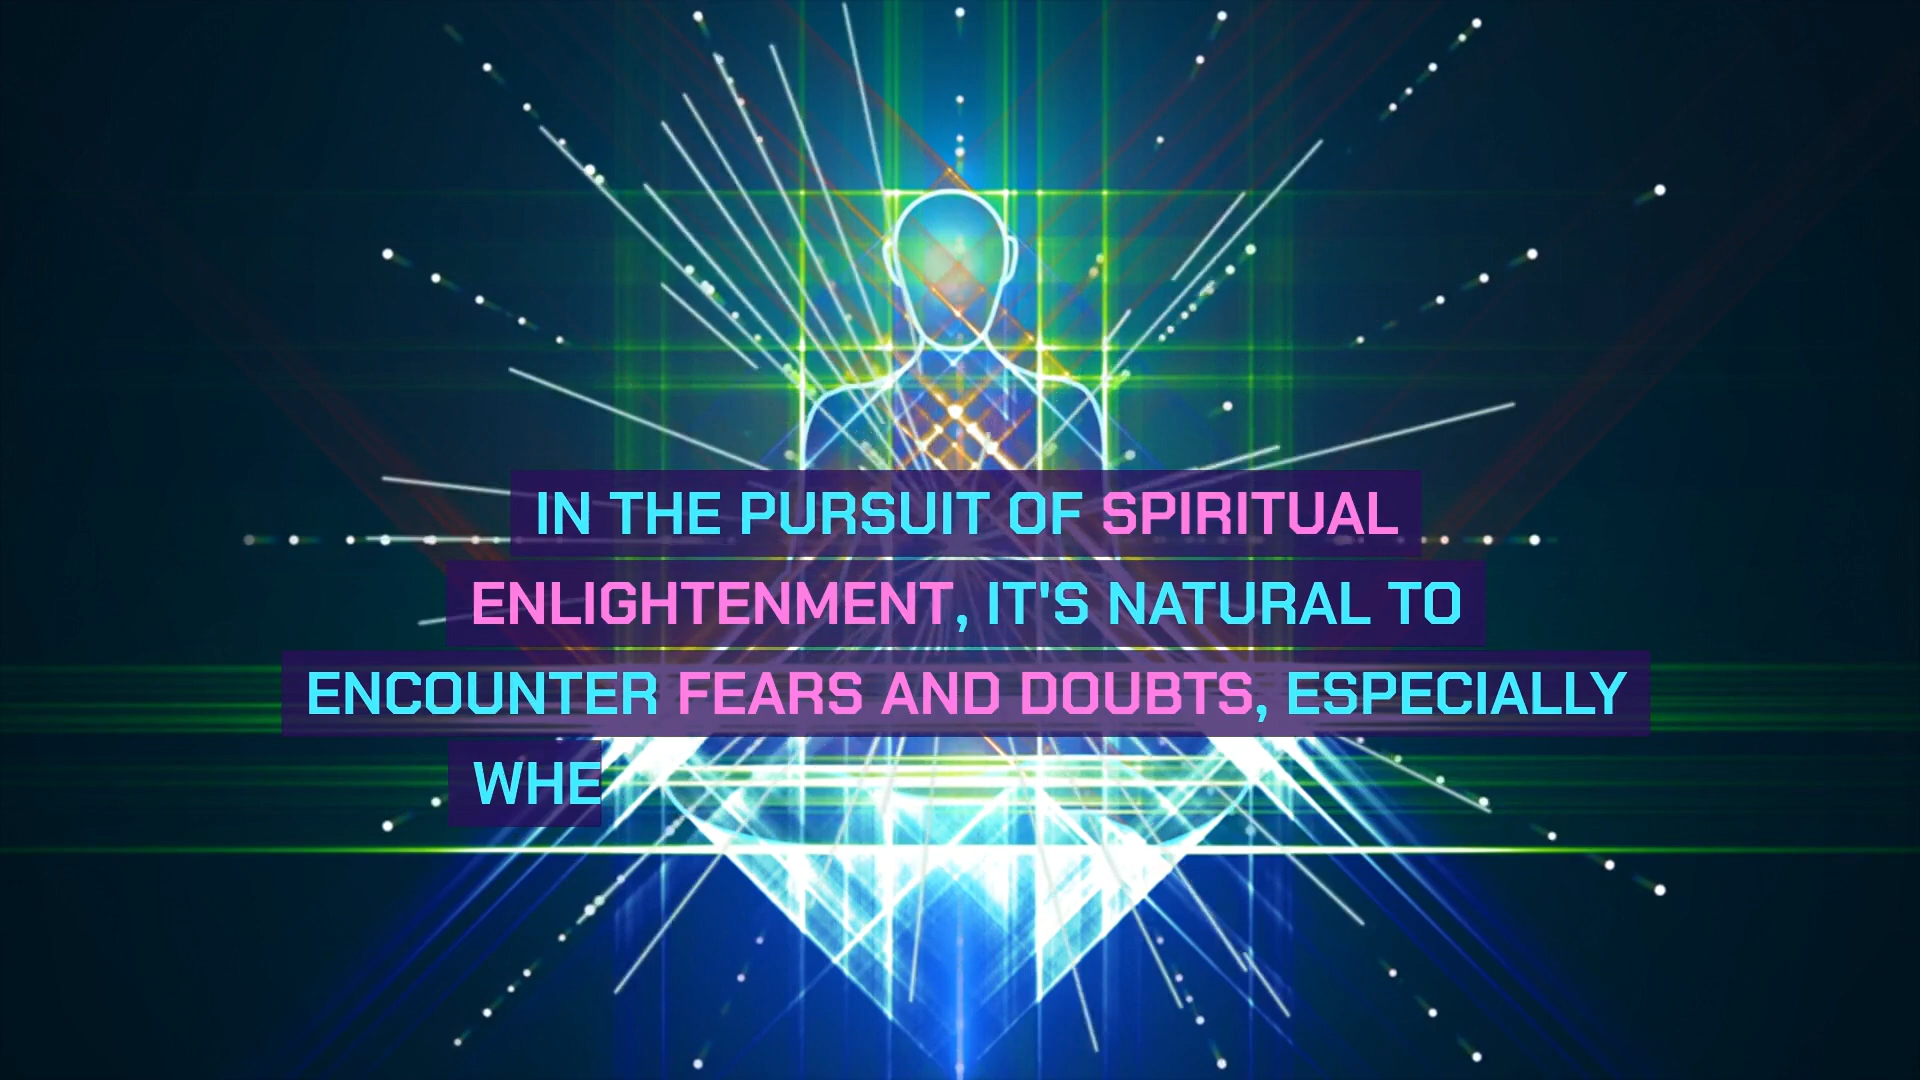 IN THE PURSUIT OF SPIRITUAL
ENLIGHTENMENT, IT'S NATURAL TO
ENCOUNTER FEARS AND DOUBTS, ESPECIALLY
WHE